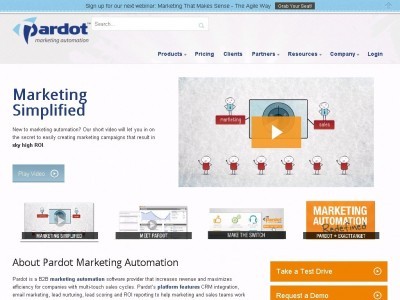 Sign up for our next webinar: Marketing That Makes Sense - The Agile Way Grab Your Seat!
pardot™
marketing automation
Search...
Products Pricing Clients Partners Resources Company Login
Marketing
Simplified
New to marketing automation? Our short video will let you in on
the secret to easily creating marketing campaigns that result in
sky high ROI.
Play Video
marketing
sales
MARKETING SIMPLIFIED
MEET PARDOT
MAKE THE SWITCH
MARKETING
AUTOMATION
Redefined
PARDOT + EXACTTARGET
About Pardot Marketing Automation
Pardot is a B2B marketing automation software provider that increases revenue and maximizes
efficiency for companies with multi-touch sales cycles. Pardot's platform features CRM integration,
email marketing, lead nurturing, lead scoring and ROI reporting to help marketing and sales teams work
Take a Test Drive
Request a Demo